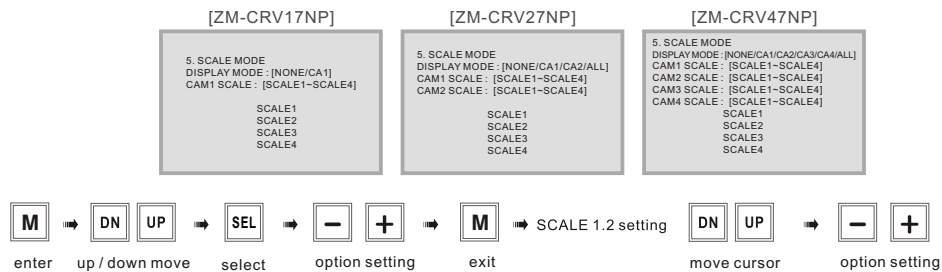 [ZM-CRV17NP]
5. SCALE MODE
DISPLAY MODE : [NONE/CA1]
CAM1 SCALE : [SCALE1~SCALE4]
SCALE1
SCALE2
SCALE3
SCALE4
[ZM-CRV27NP]
5. SCALE MODE
DISPLAY MODE : [NONE/CA1/CA2/ALL]
CAM1 SCALE : [SCALE1~SCALE4]
CAM2 SCALE : [SCALE1~SCALE4]
SCALE1
SCALE2
SCALE3
SCALE4
[ZM-CRV47NP]
5. SCALE MODE
DISPLAY MODE : [NONE/CA1/CA2/CA3/CA4/ALL]
CAM1 SCALE : [SCALE1~SCALE4]
CAM2 SCALE : [SCALE1~SCALE4]
CAM3 SCALE : [SCALE1~SCALE4]
CAM4 SCALE : [SCALE1~SCALE4]
SCALE1
SCALE2
SCALE3
SCALE4
M ➠ DN UP ➠ SEL ➠ − + ➠ M ➠ SCALE 1.2 setting DN UP ➠ − +
enter up / down move select option setting exit move cursor option setting